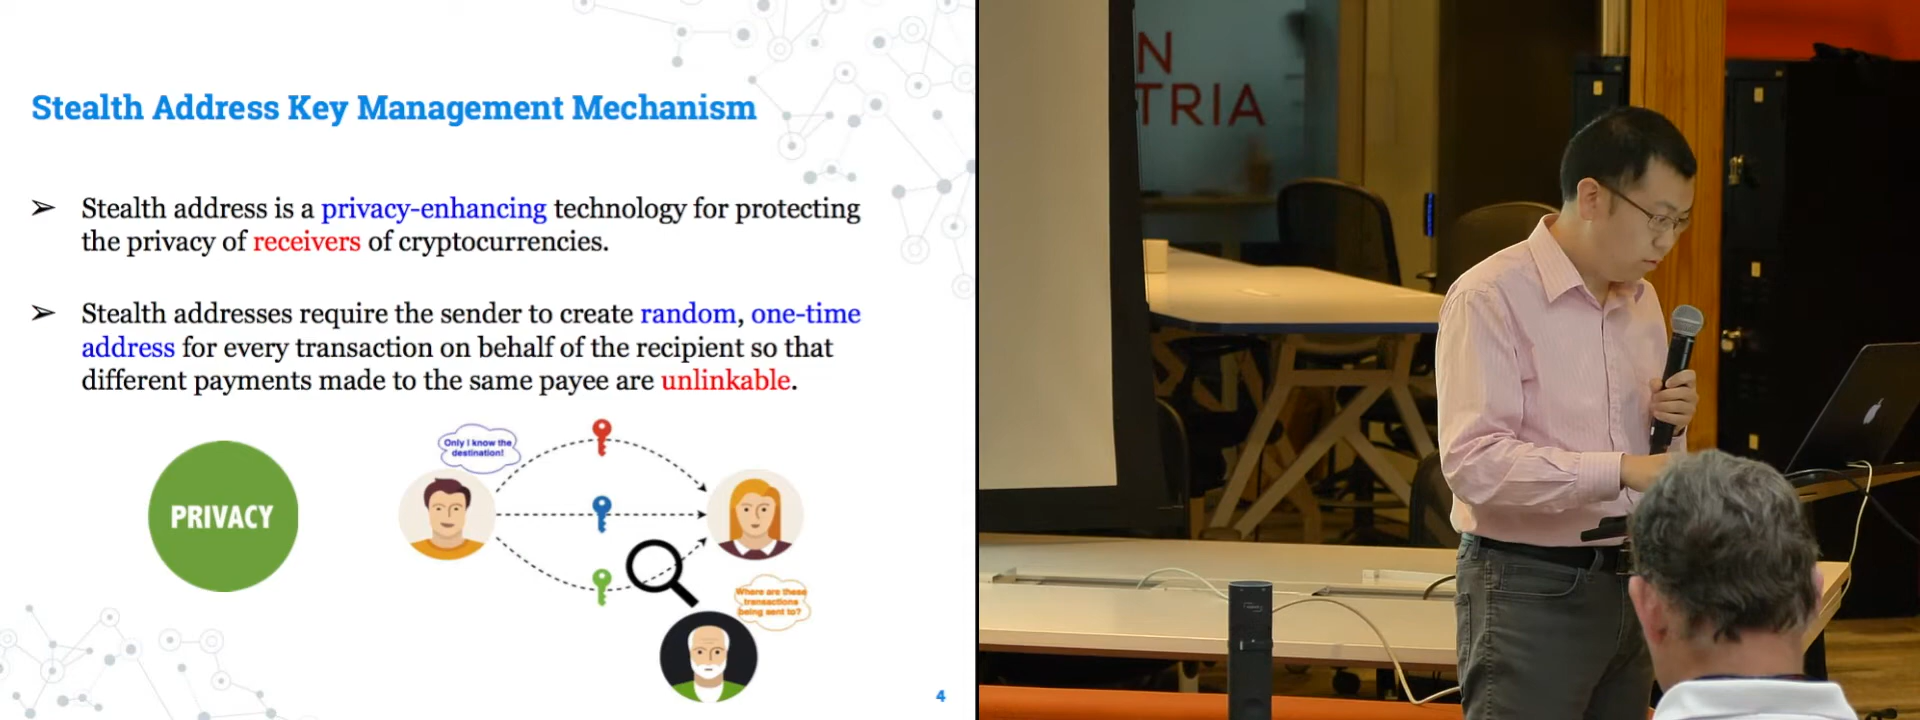 Stealth Address Key Management Mechanism
➢ Stealth address is a privacy-enhancing technology for protecting
the privacy of receivers of cryptocurrencies.
➢ Stealth addresses require the sender to create random, one-time
address for every transaction on behalf of the recipient so that
different payments made to the same payee are unlinkable.
PRIVACY
Only I know the
destination!
Where are these
transactions
being sent to?
4
N
TRIA